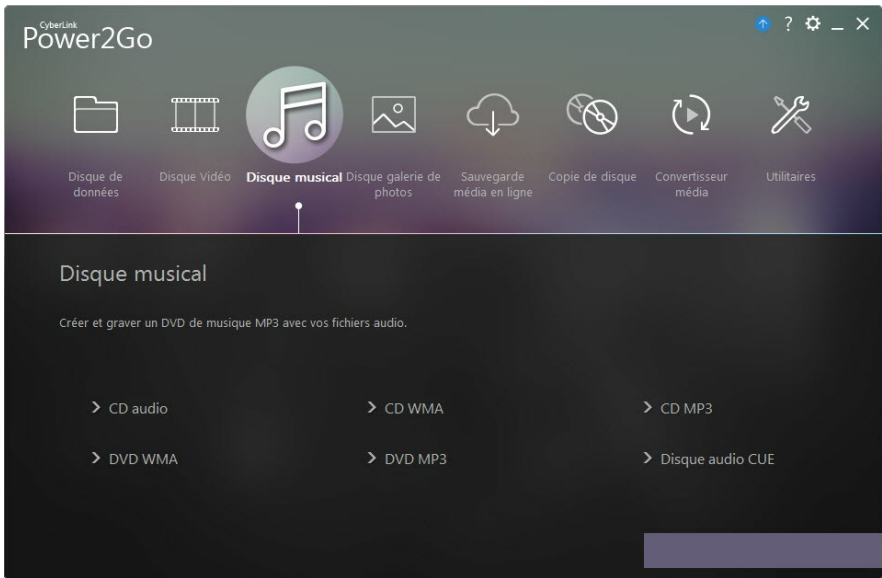 CyberLink
Power2Go
?
Disque de données
Disque Vidéo
Disque musical
Disque galerie de photos
Sauvegarde média en ligne
Copie de disque
Convertisseur média
Utilitaires
Disque musical
Créer et graver un DVD de musique MP3 avec vos fichiers audio.
> CD audio
> CD WMA
> CD MP3
> DVD WMA
> DVD MP3
> Disque audio CUE